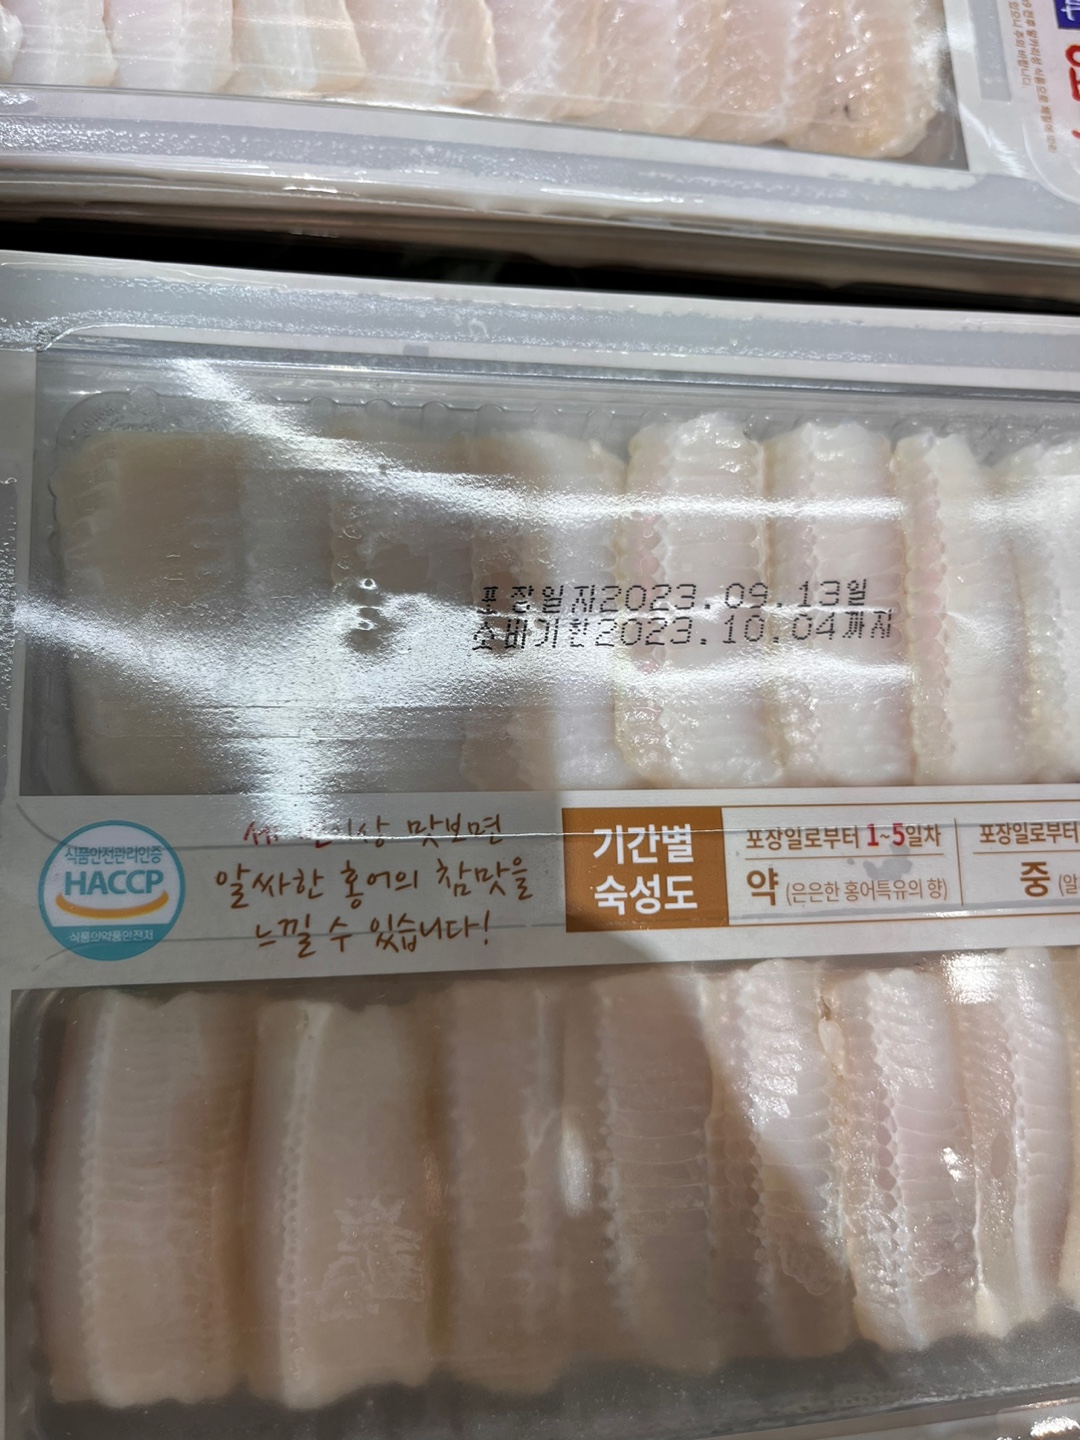 포장일자2023.09.13일
소비기한2023.10.04까지
식품안전관리인증
HACCP
식품의약품안전처
이상 맛보면
알싸한 홍어의 참맛을
느낄 수 있습니다!
기간별
숙성도
포장일로부터 1~5일차
약 (은은한 홍어특유의 향)
포장일로부터
중 (알